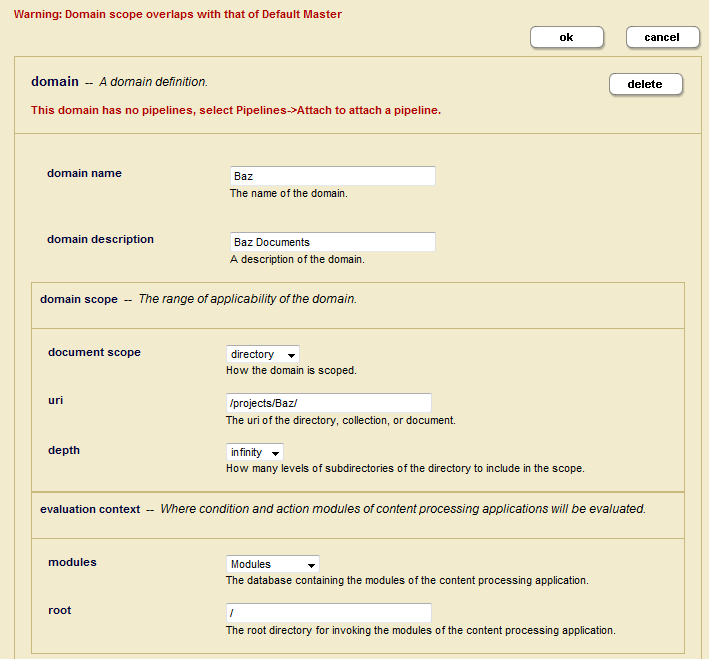 Warning: Domain scope overlaps with that of Default Master
ok cancel
domain -- A domain definition. delete
This domain has no pipelines, select Pipelines->Attach to attach a pipeline.
domain name Baz
The name of the domain.
domain description Baz Documents
A description of the domain.
domain scope -- The range of applicability of the domain.
document scope directory
How the domain is scoped.
uri /projects/Baz/
The uri of the directory, collection, or document.
depth infinity
How many levels of subdirectories of the directory to include in the scope.
evaluation context -- Where condition and action modules of content processing applications will be evaluated.
modules Modules
The database containing the modules of the content processing application.
root /
The root directory for invoking the modules of the content processing application.